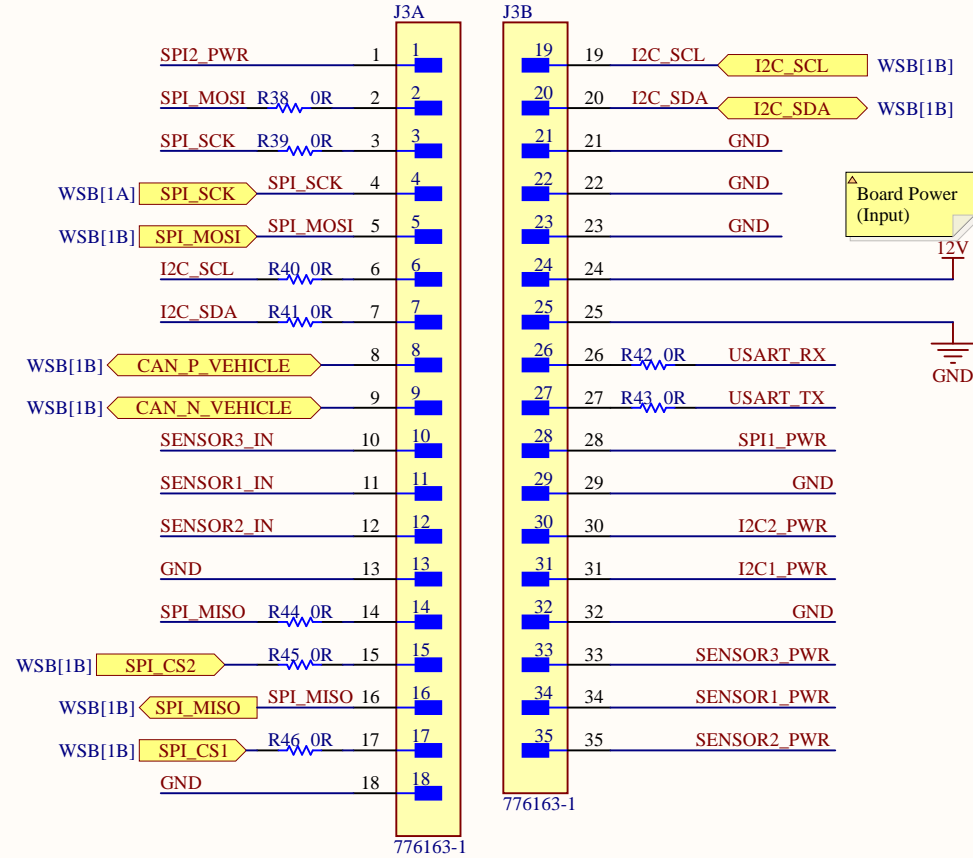 J3A
SPI2_PWR 1 1
SPI_MOSI R38 0R 2 2
SPI_SCK R39 0R 3 3
WSB[1A] SPI_SCK SPI_SCK 4 4
WSB[1B] SPI_MOSI SPI_MOSI 5 5
I2C_SCL R40 0R 6 6
I2C_SDA R41 0R 7 7
WSB[1B] CAN_P_VEHICLE 8 8
WSB[1B] CAN_N_VEHICLE 9 9
SENSOR3_IN 10 10
SENSOR1_IN 11 11
SENSOR2_IN 12 12
GND 13 13
SPI_MISO R44 0R 14 14
WSB[1B] SPI_CS2 R45 0R 15 15
WSB[1B] SPI_MISO SPI_MISO 16 16
WSB[1B] SPI_CS1 R46 0R 17 17
GND 18 18
776163-1
J3B
19 19 I2C_SCL I2C_SCL WSB[1B]
20 20 I2C_SDA I2C_SDA WSB[1B]
21 21 GND
22 22 GND
23 23 GND
Board Power
(Input)
12V
24 24
25 25
GND
26 26 R42 0R USART_RX
27 27 R43 0R USART_TX
28 28 SPI1_PWR
29 29 GND
30 30 I2C2_PWR
31 31 I2C1_PWR
32 32 GND
33 33 SENSOR3_PWR
34 34 SENSOR1_PWR
35 35 SENSOR2_PWR
776163-1